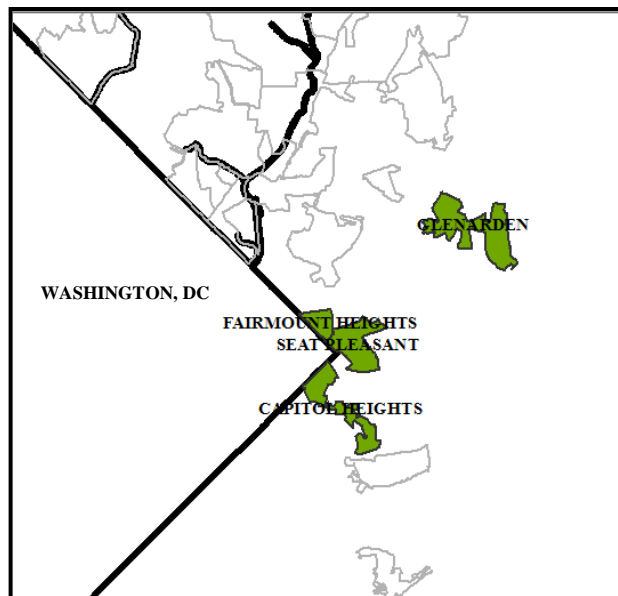 GLENARDEN
WASHINGTON, DC
FAIRMOUNT HEIGHTS
SEAT PLEASANT
CAPITOL HEIGHTS